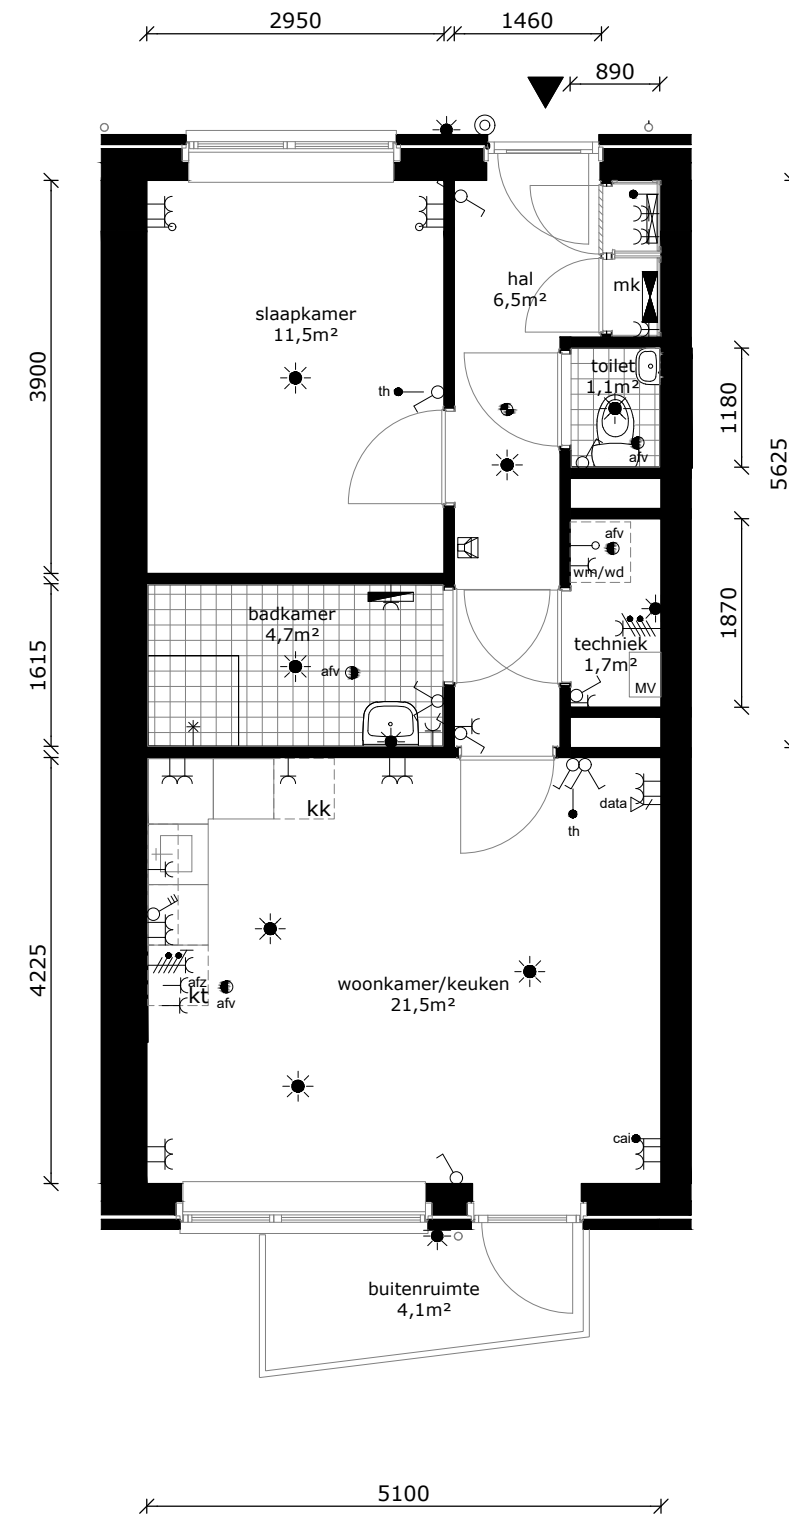 2950
1460
890
hal
6,5m²
mk
slaapkamer
11,5m²
toilet
1,1m²
th
3900
1180
5625
afv
afv
wm/wd
badkamer
4,7m²
1870
1615
techniek
1,7m²
afv
MV
kk
data
th
4225
woonkamer/keuken
21,5m²
afz
kt
afv
cai
buitenruimte
4,1m²
5100